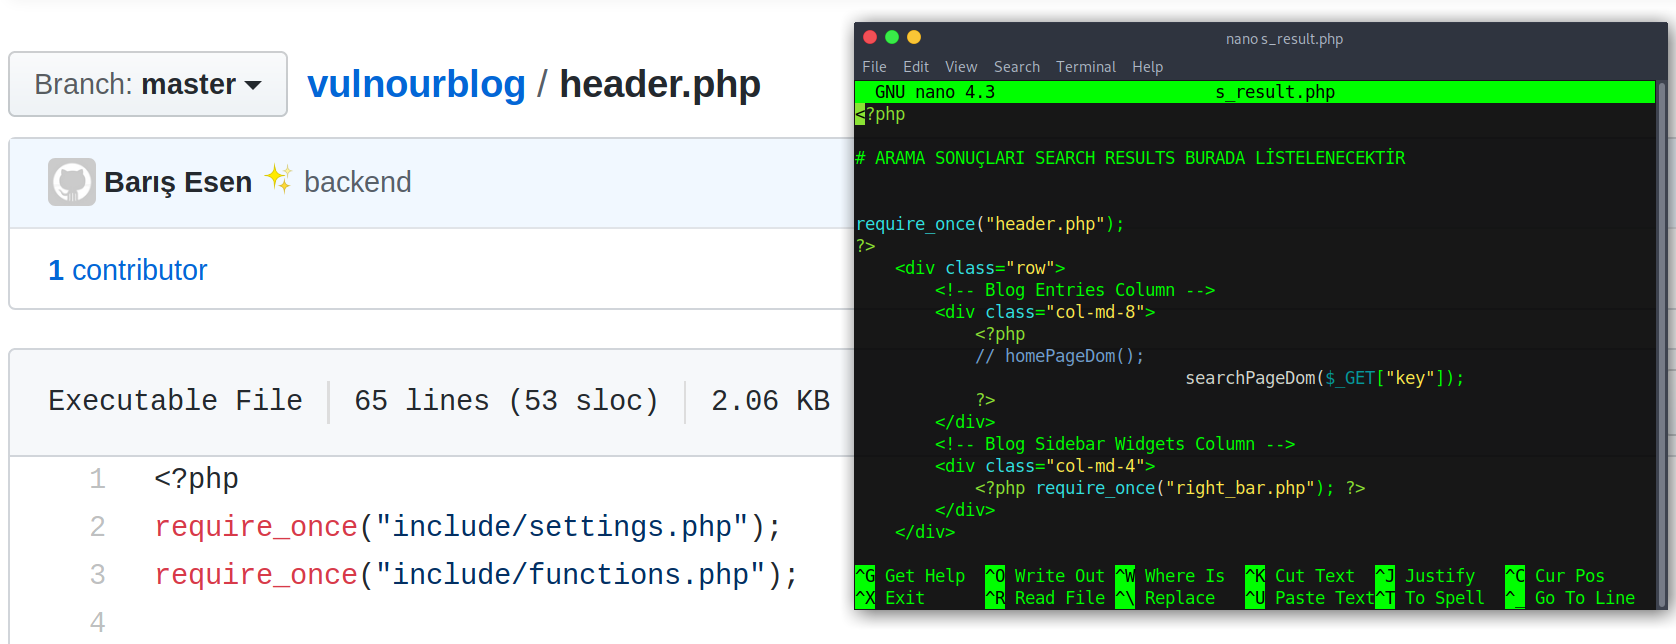 Branch: master
vulnourblog / header.php
Barış Esen ✨ backend
1 contributor
Executable File | 65 lines (53 sloc) | 2.06 KB
1 <?php
2 require_once("include/settings.php");
3 require_once("include/functions.php");
4
nano s_result.php
File Edit View Search Terminal Help
GNU nano 4.3 s_result.php
<?php
# ARAMA SONUÇLARI SEARCH RESULTS BURADA LİSTELENECEKTİR
require_once("header.php");
?>
<div class="row">
<!-- Blog Entries Column -->
<div class="col-md-8">
<?php
// homePageDom();
searchPageDom($_GET["key"]);
?>
</div>
<!-- Blog Sidebar Widgets Column -->
<div class="col-md-4">
<?php require_once("right_bar.php"); ?>
</div>
</div>
^G Get Help ^O Write Out ^W Where Is ^K Cut Text ^J Justify ^C Cur Pos
^X Exit ^R Read File ^\ Replace ^U Paste Text ^T To Spell ^_ Go To Line